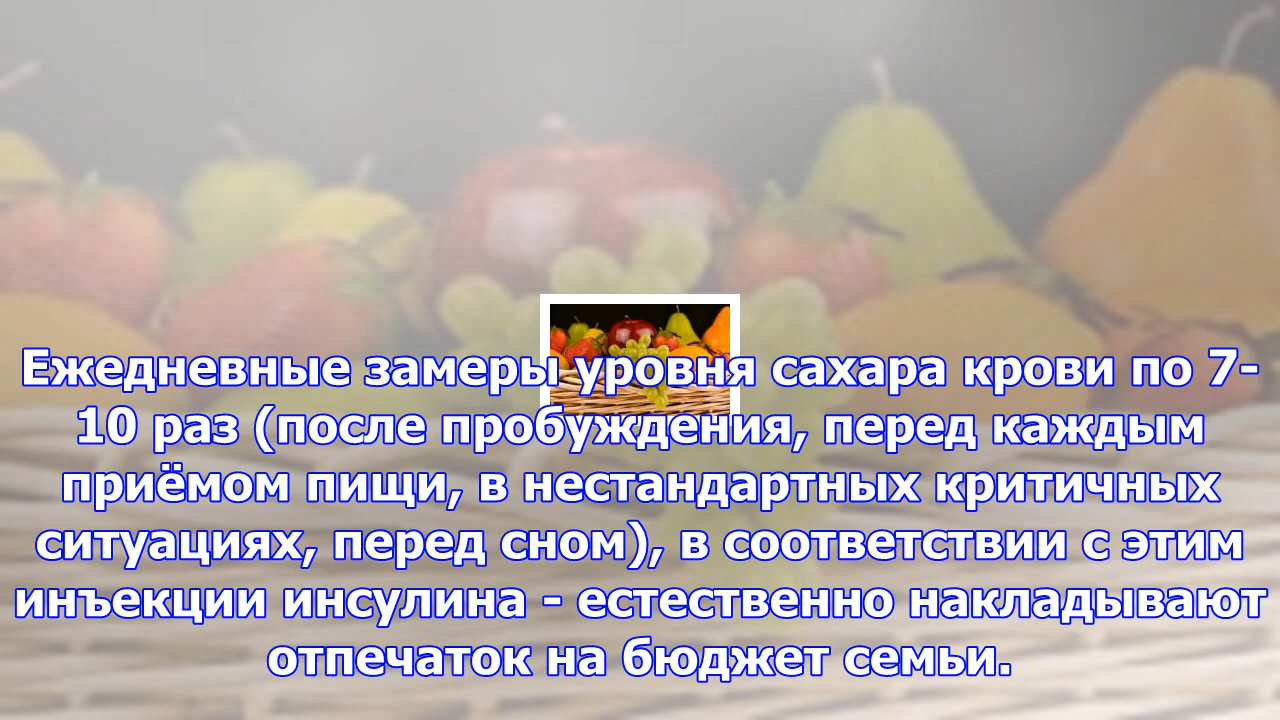 Ежедневные замеры уровня сахара крови по 7-
10 раз (после пробуждения, перед каждым
приёмом пищи, в нестандартных критичных
ситуациях, перед сном), в соответствии с этим
инъекции инсулина - естественно накладывают
отпечаток на бюджет семьи.